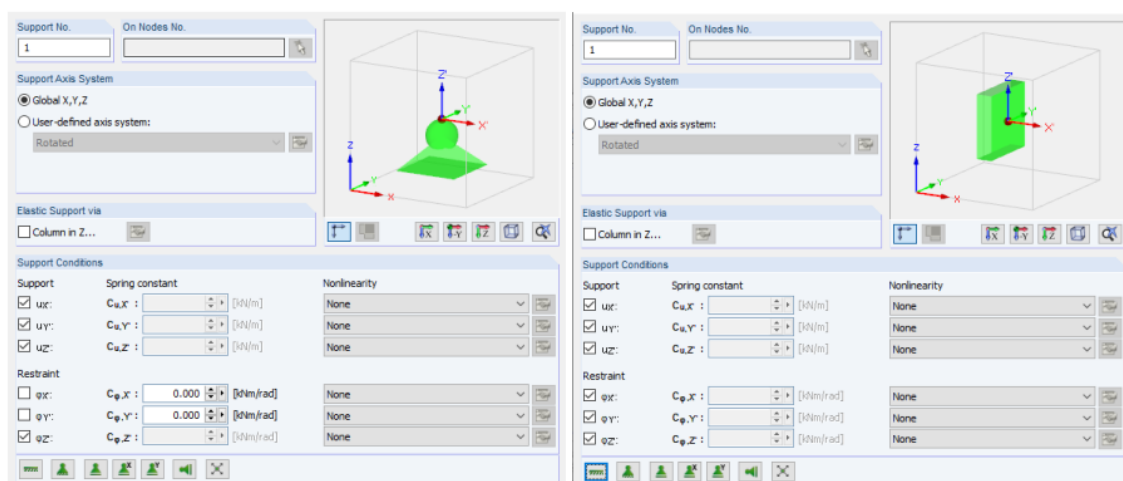 Support No. On Nodes No.
1
Support Axis System
Global X,Y,Z
User-defined axis system:
Rotated
Elastic Support via
Column in Z...
Z'
Y'
X'
Z
Y
X
X -Y Z
Support Conditions
Support Spring constant Nonlinearity
uX': Cu,X' : [kN/m] None
uY': Cu,Y' : [kN/m] None
uZ': Cu,Z' : [kN/m] None
Restraint
φX': Cφ,X' : 0.000 [kNm/rad] None
φY': Cφ,Y' : 0.000 [kNm/rad] None
φZ': Cφ,Z' : [kNm/rad] None
X Y
Support No. On Nodes No.
1
Support Axis System
Global X,Y,Z
User-defined axis system:
Rotated
Elastic Support via
Column in Z...
Z'
Y'
X'
Z
Y
X
X -Y Z
Support Conditions
Support Spring constant Nonlinearity
uX': Cu,X' : [kN/m] None
uY': Cu,Y' : [kN/m] None
uZ': Cu,Z' : [kN/m] None
Restraint
φX': Cφ,X' : [kNm/rad] None
φY': Cφ,Y' : [kNm/rad] None
φZ': Cφ,Z' : [kNm/rad] None
X Y